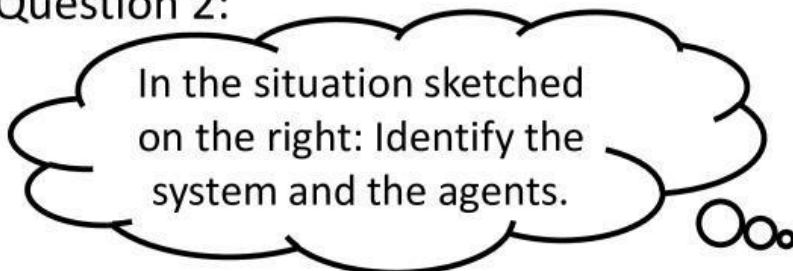 Question 2:
In the situation sketched
on the right: Identify the
system and the agents.